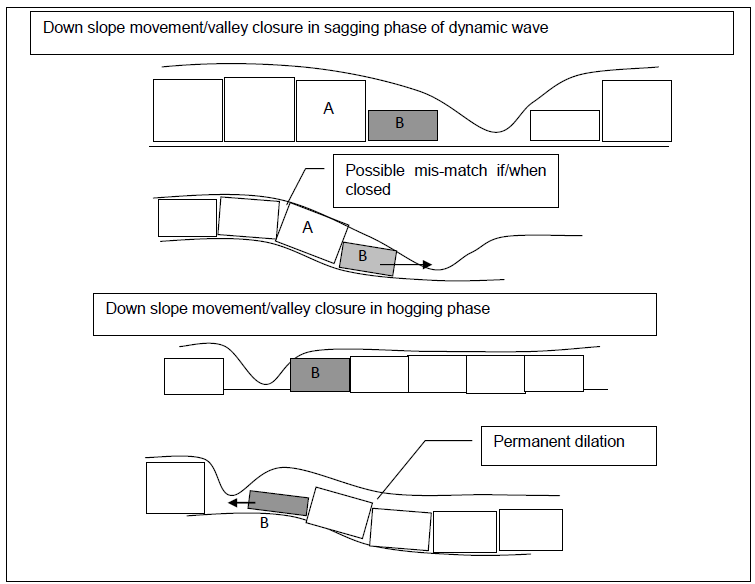 Down slope movement/valley closure in sagging phase of dynamic wave
A
B
Possible mis-match if/when
closed
A
B
Down slope movement/valley closure in hogging phase
B
Permanent dilation
B